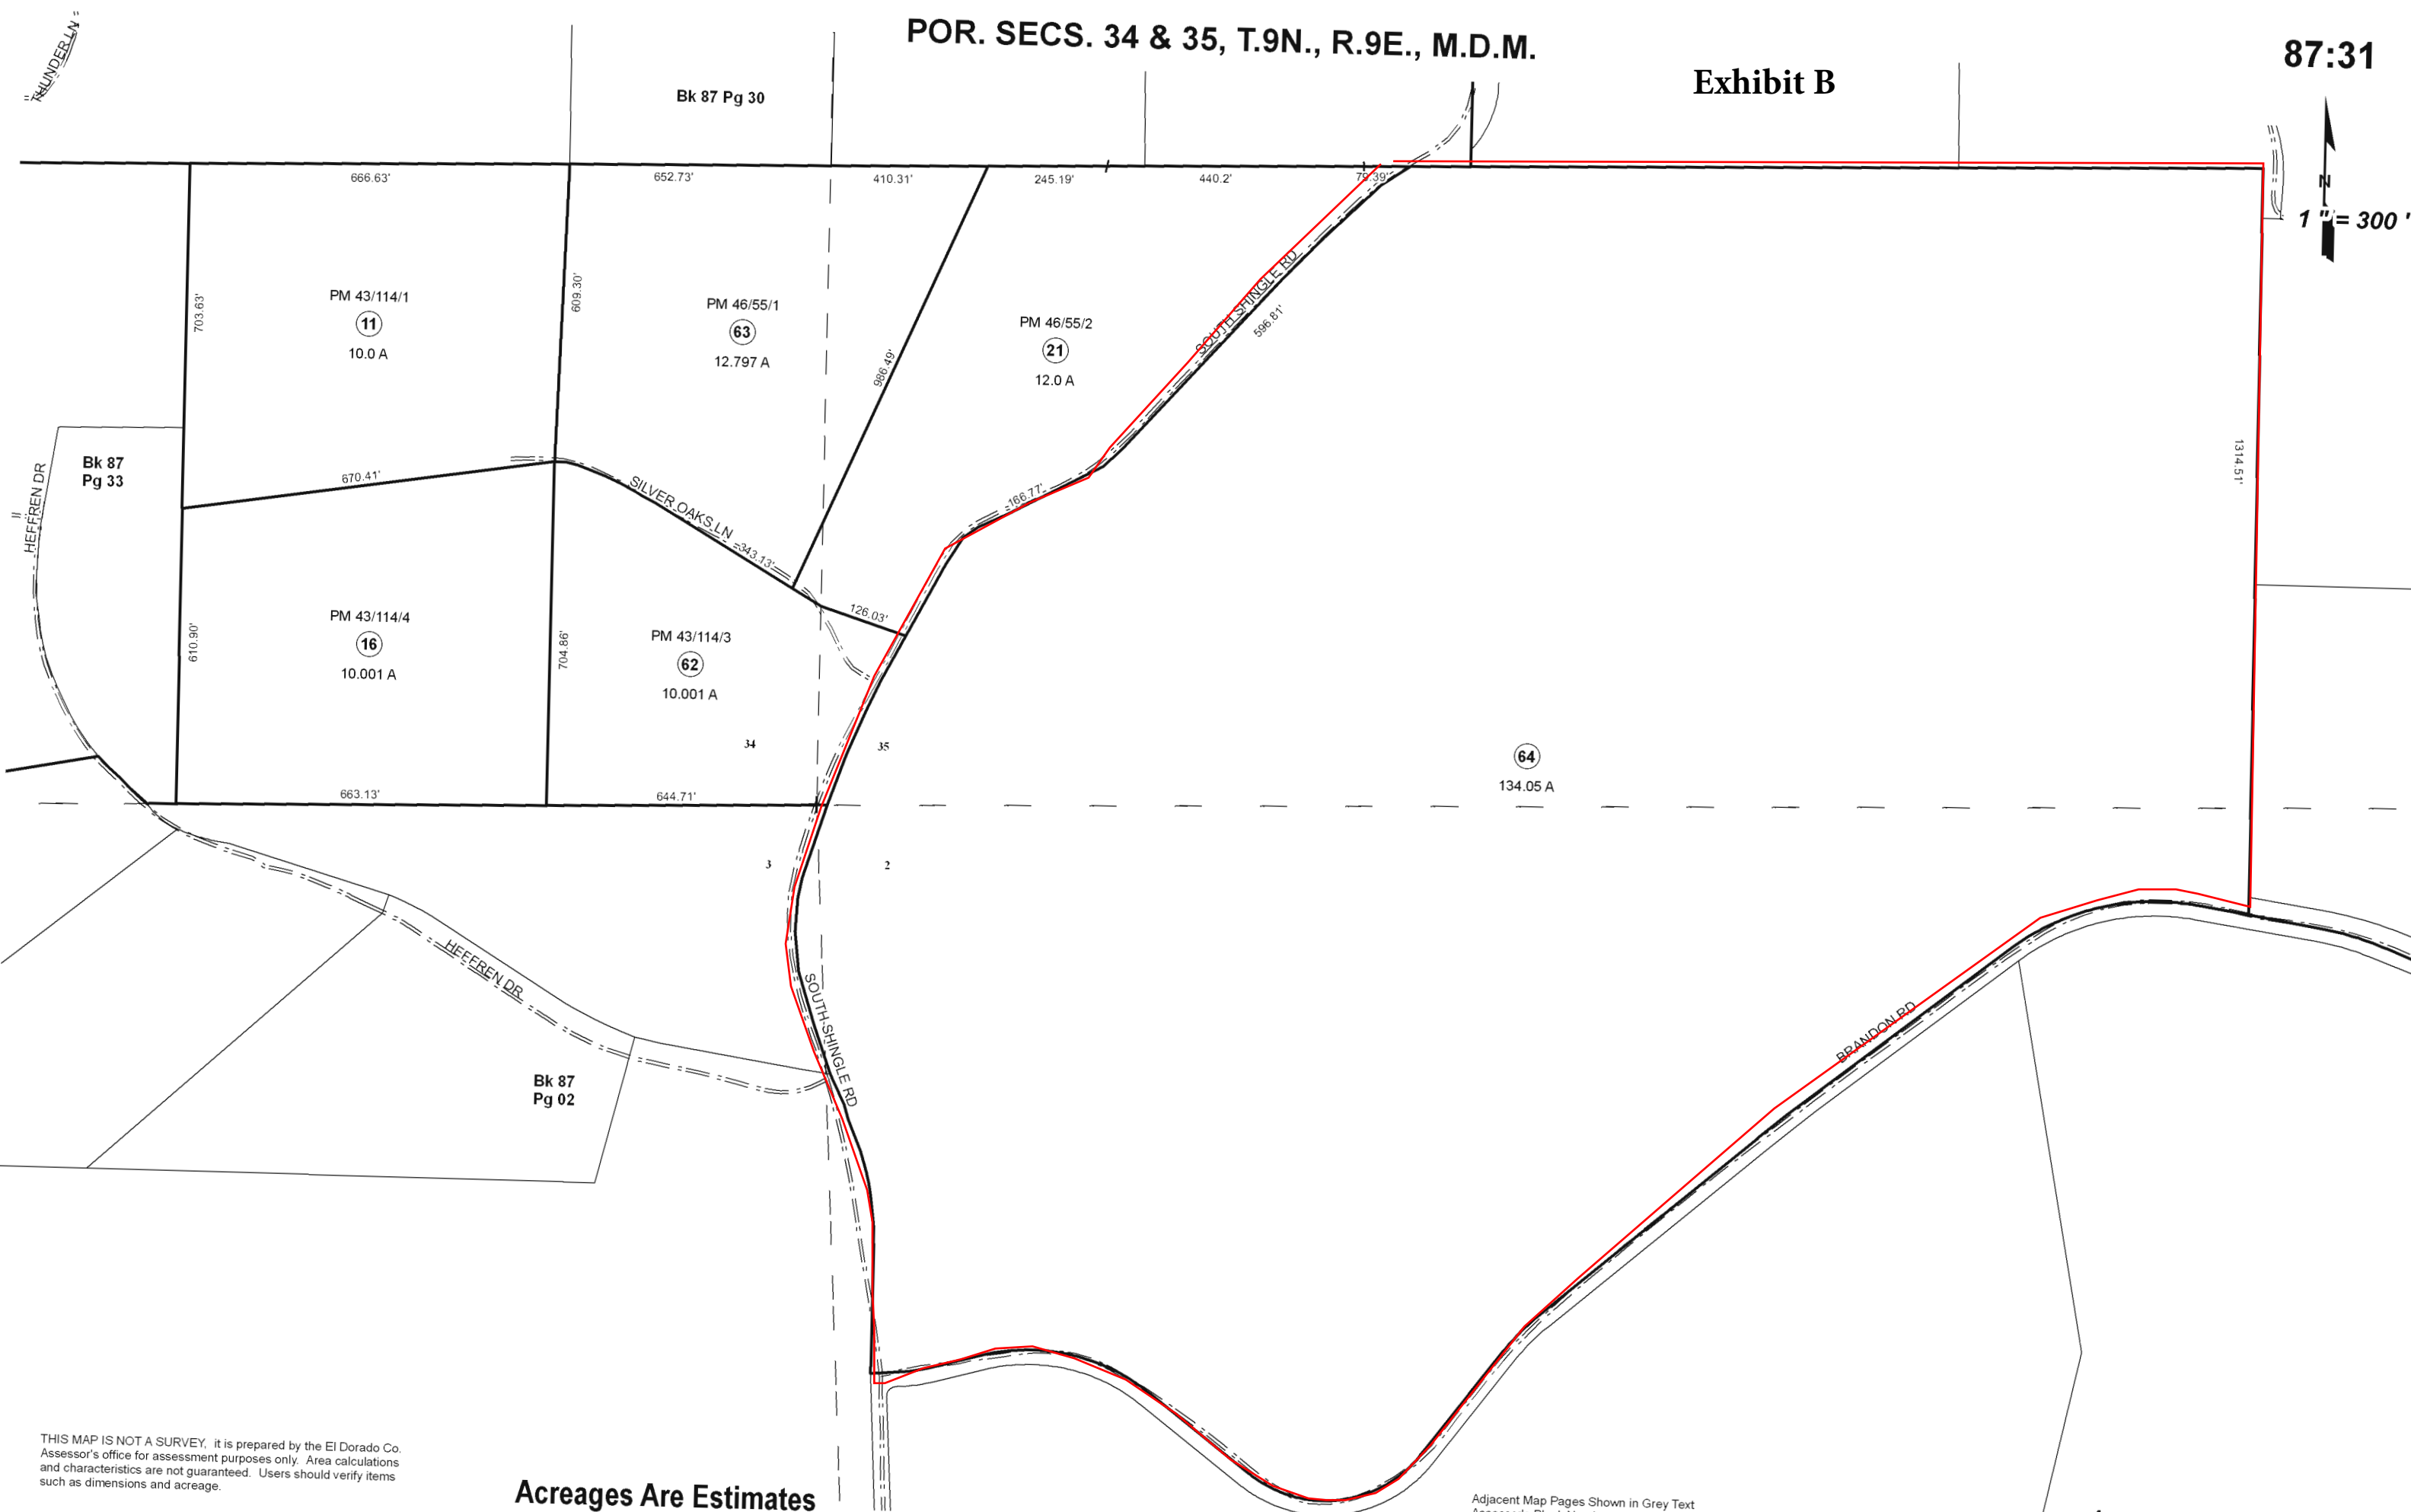 THUNDER LN
POR. SECS. 34 & 35, T.9N., R.9E., M.D.M.
Exhibit B
87:31
Bk 87 Pg 30
N
1 " = 300 '
666.63'
652.73'
410.31'
245.19'
440.2'
79.39'
703.63'
PM 43/114/1
11
10.0 A
609.30'
PM 46/55/1
63
12.797 A
986.49'
PM 46/55/2
21
12.0 A
SOUTH SHINGLE RD
596.81'
1314.51'
HEFFREN DR
Bk 87
Pg 33
670.41'
SILVER OAKS LN
343.13'
166.77'
126.03'
610.90'
PM 43/114/4
16
10.001 A
704.86'
PM 43/114/3
62
10.001 A
34
35
64
134.05 A
663.13'
644.71'
3
2
HEFFREN DR
SOUTH SHINGLE RD
BRANDON RD
Bk 87
Pg 02
THIS MAP IS NOT A SURVEY, it is prepared by the El Dorado Co.
Assessor's office for assessment purposes only. Area calculations
and characteristics are not guaranteed. Users should verify items
such as dimensions and acreage.
Acreages Are Estimates
Adjacent Map Pages Shown in Grey Text